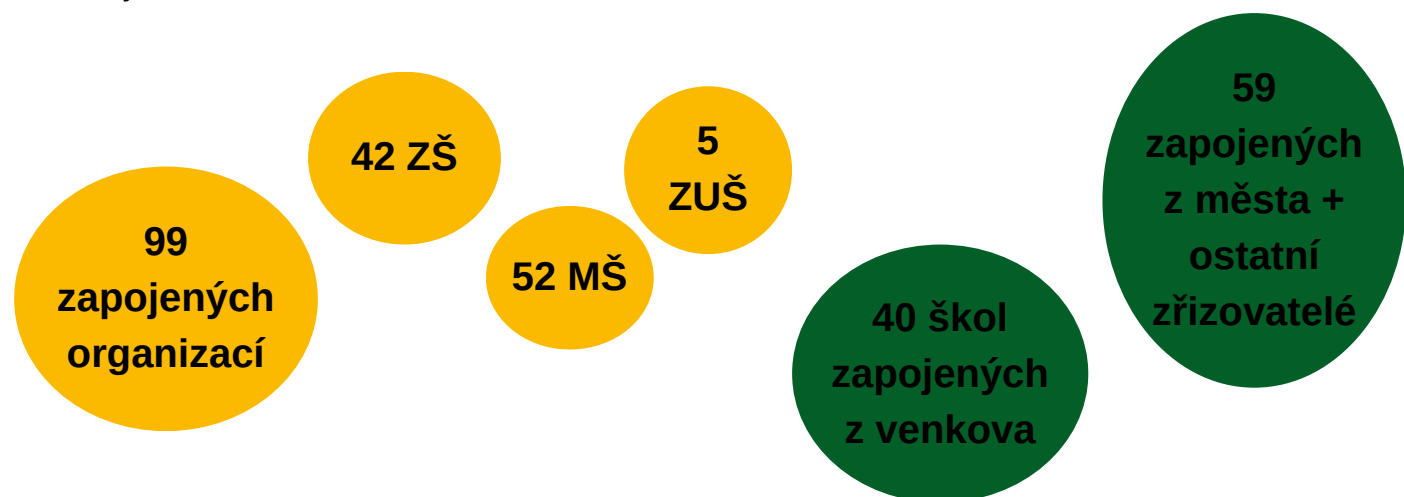 99
zapojených
organizací
42 ZŠ
52 MŠ
5
ZUŠ
40 škol
zapojených
z venkova
59
zapojených
z města +
ostatní
zřizovatelé